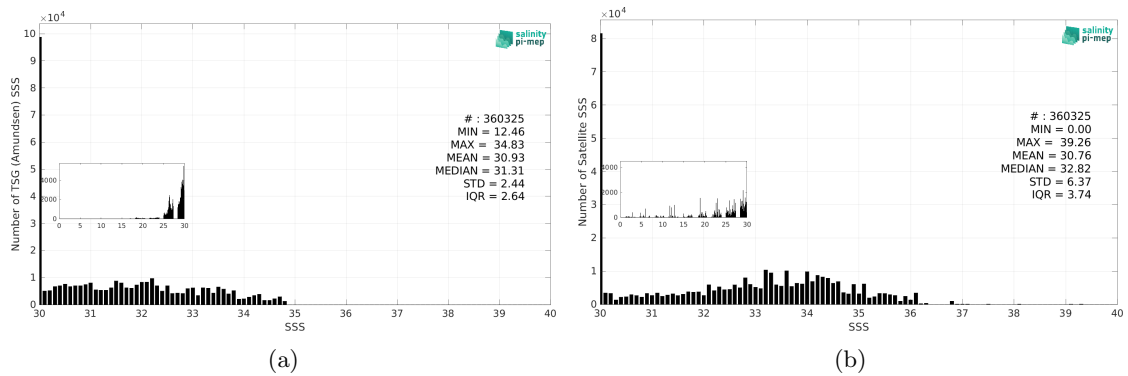 ×10⁴
10
9
8
7
6
5
4
3
2
1
0
Number of TSG (Amundsen) SSS
30 31 32 33 34 35 36 37 38 39 40
SSS
salinity
pi-mep
# : 360325
MIN = 12.46
MAX = 34.83
MEAN = 30.93
MEDIAN = 31.31
STD = 2.44
IQR = 2.64
4000
2000
0
0 5 10 15 20 25 30
(a)
×10⁴
8
7
6
5
4
3
2
1
0
Number of Satellite SSS
30 31 32 33 34 35 36 37 38 39 40
SSS
salinity
pi-mep
# : 360325
MIN = 0.00
MAX = 39.26
MEAN = 30.76
MEDIAN = 32.82
STD = 6.37
IQR = 3.74
4000
2000
0
0 5 10 15 20 25 30
(b)